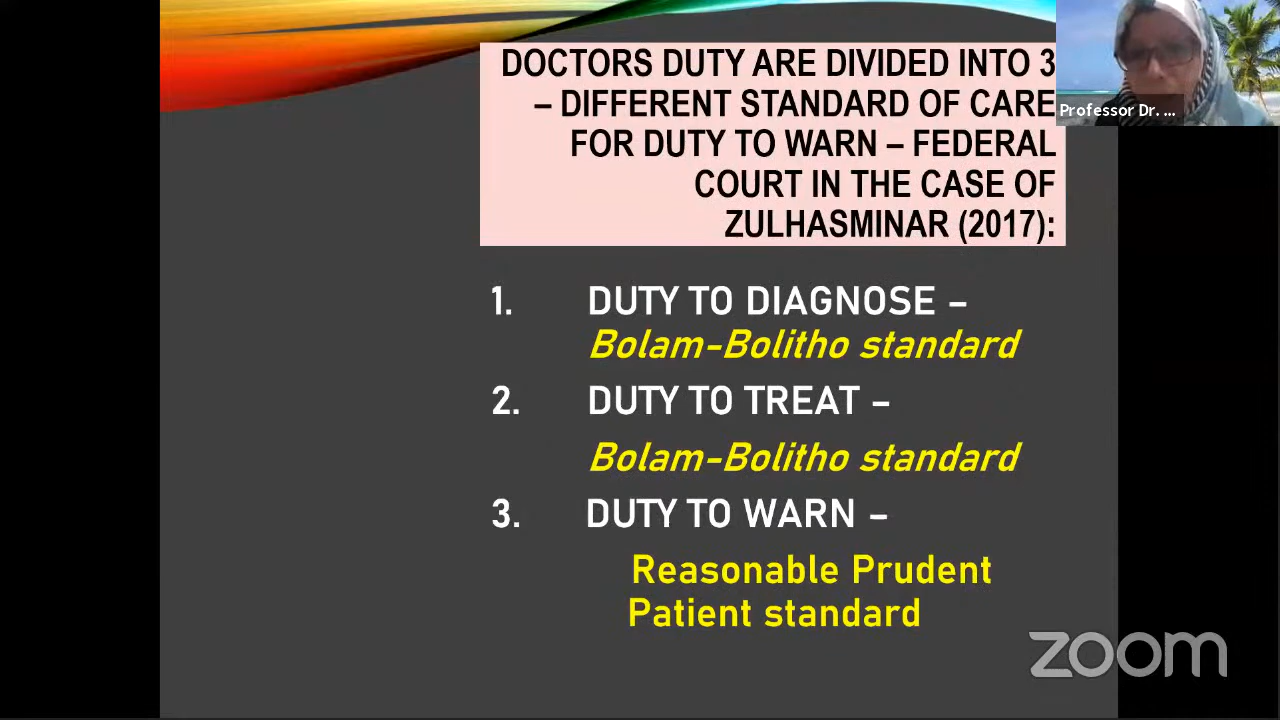 DOCTORS DUTY ARE DIVIDED INTO 3
– DIFFERENT STANDARD OF CARE
FOR DUTY TO WARN – FEDERAL
COURT IN THE CASE OF
ZULHASMINAR (2017):
Professor Dr. ...
1. DUTY TO DIAGNOSE –
Bolam-Bolitho standard
2. DUTY TO TREAT –
Bolam-Bolitho standard
3. DUTY TO WARN –
Reasonable Prudent
Patient standard
zoom